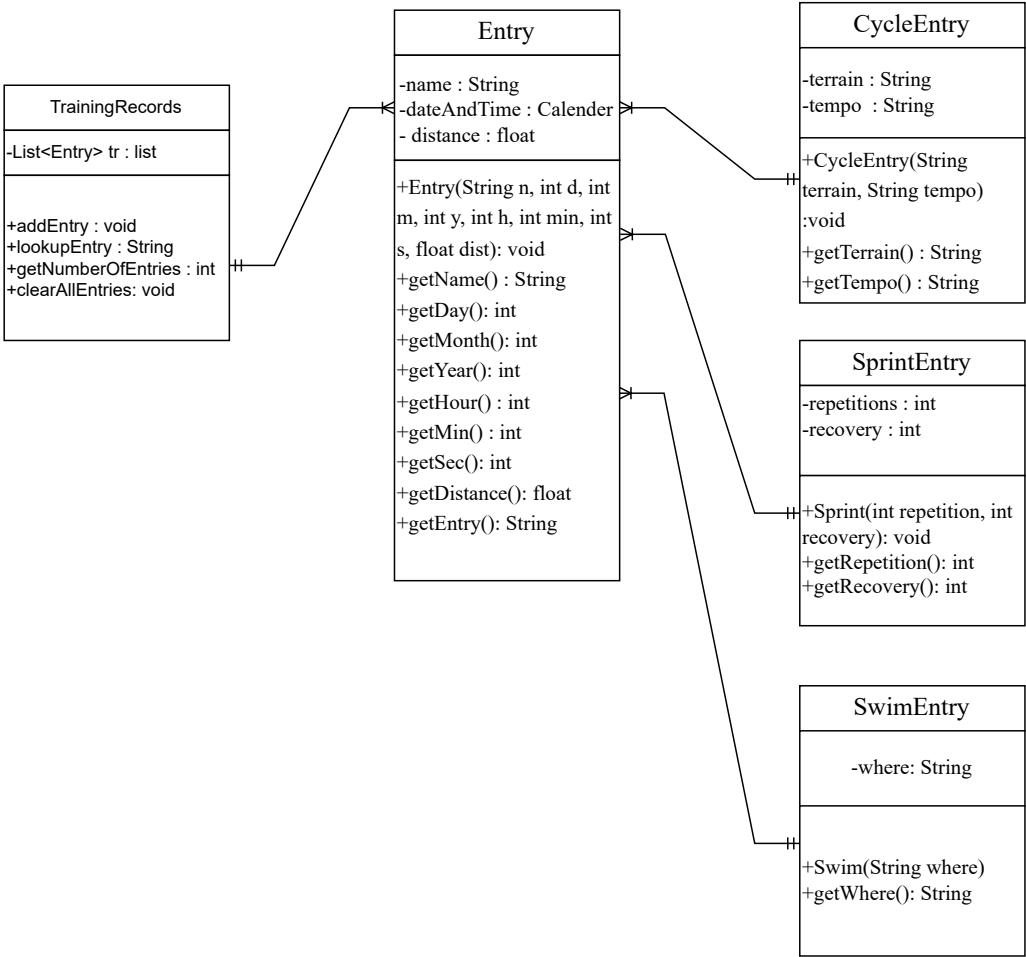 TrainingRecords
-List<Entry> tr : list
+addEntry : void
+lookupEntry : String
+getNumberOfEntries : int
+clearAllEntries: void
Entry
-name : String
-dateAndTime : Calender
- distance : float
+Entry(String n, int d, int
m, int y, int h, int min, int
s, float dist): void
+getName() : String
+getDay(): int
+getMonth(): int
+getYear(): int
+getHour() : int
+getMin() : int
+getSec(): int
+getDistance(): float
+getEntry(): String
CycleEntry
-terrain : String
-tempo : String
+CycleEntry(String
terrain, String tempo)
:void
+getTerrain() : String
+getTempo() : String
SprintEntry
-repetitions : int
-recovery : int
+Sprint(int repetition, int
recovery): void
+getRepetition(): int
+getRecovery(): int
SwimEntry
-where: String
+Swim(String where)
+getWhere(): String